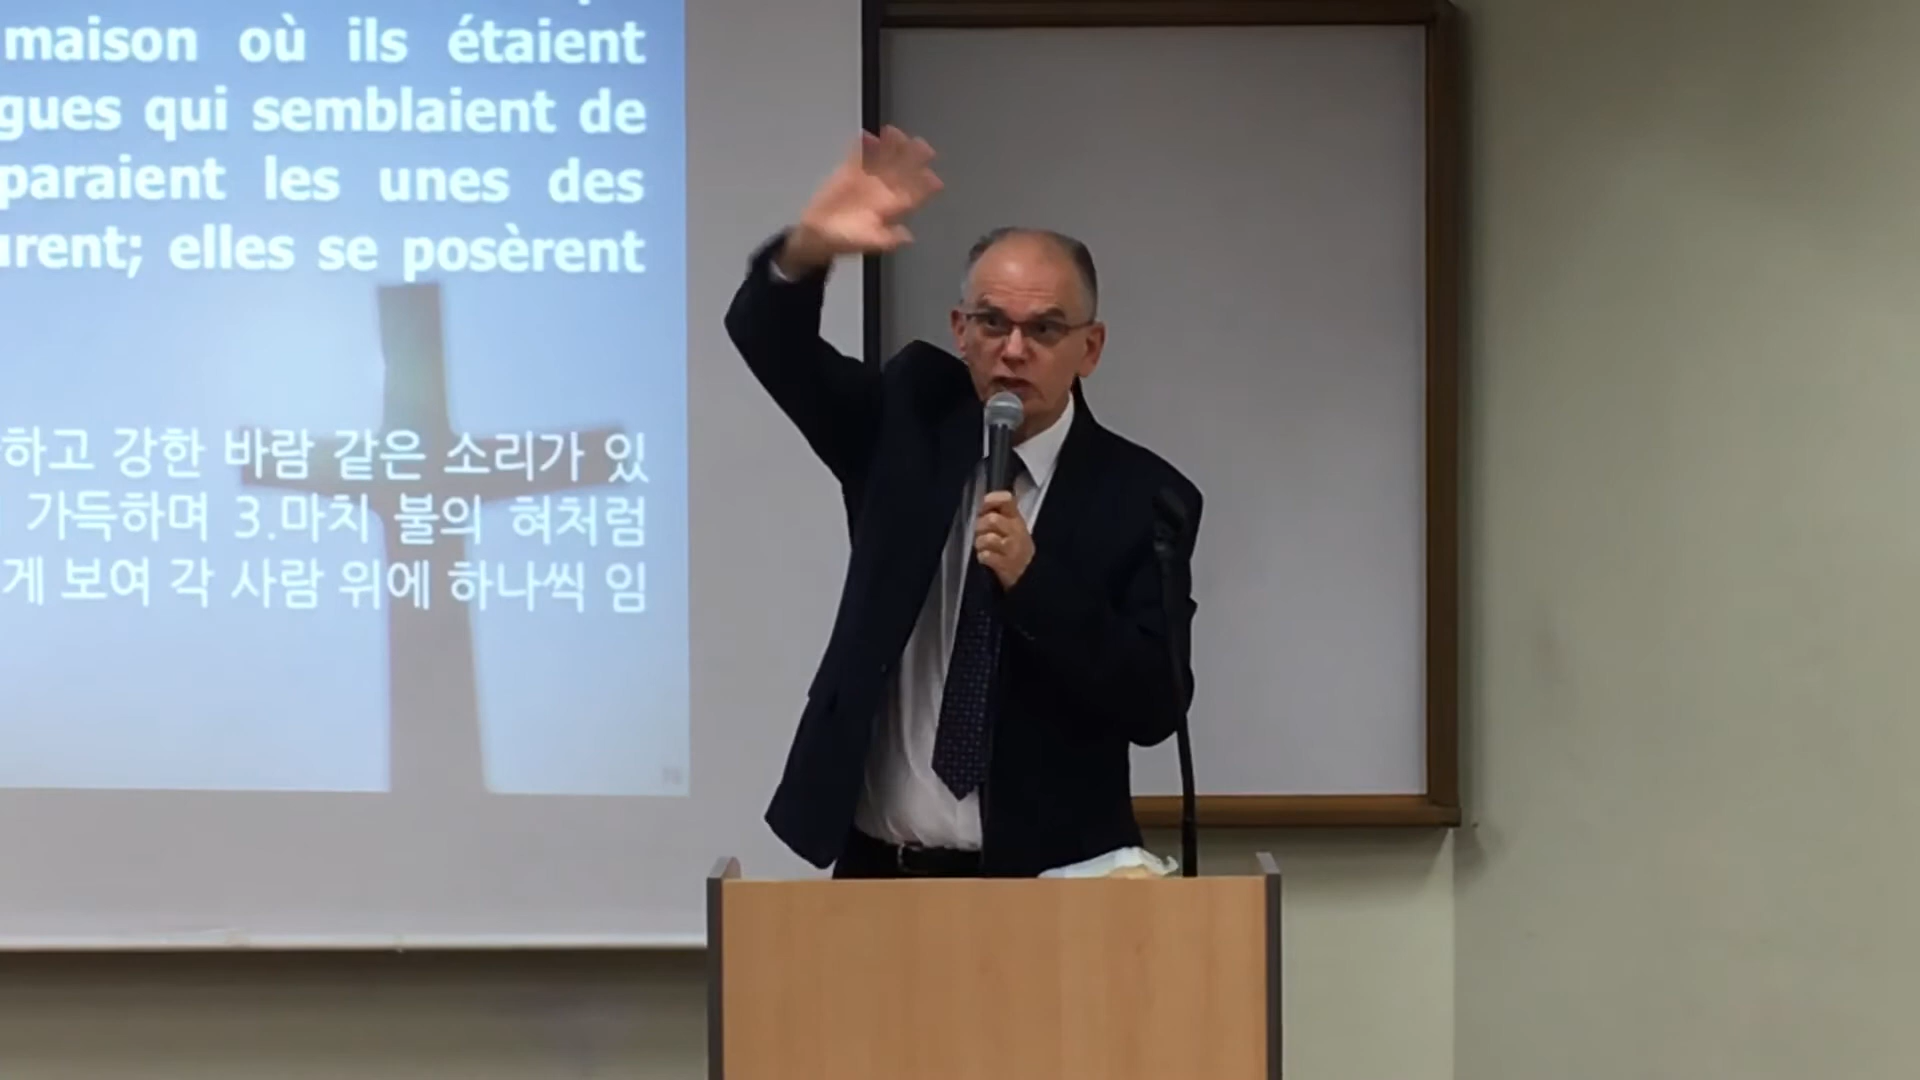 maison où ils étaient
gues qui semblaient de
paraient les unes des
urent; elles se posèrent
하고 강한 바람 같은 소리가 있
가득하며 3.마치 불의 혀처럼
게 보여 각 사람 위에 하나씩 임